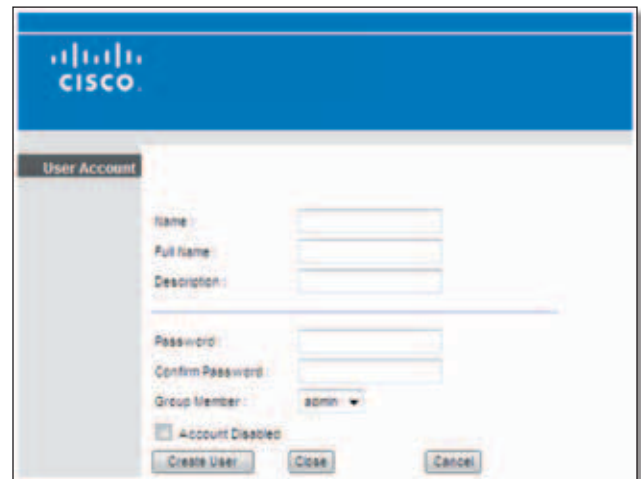 CISCO.
User Account
Name :
Full Name :
Description :
Password :
Confirm Password :
Group Member : admin
Account Disabled
Create User Close Cancel